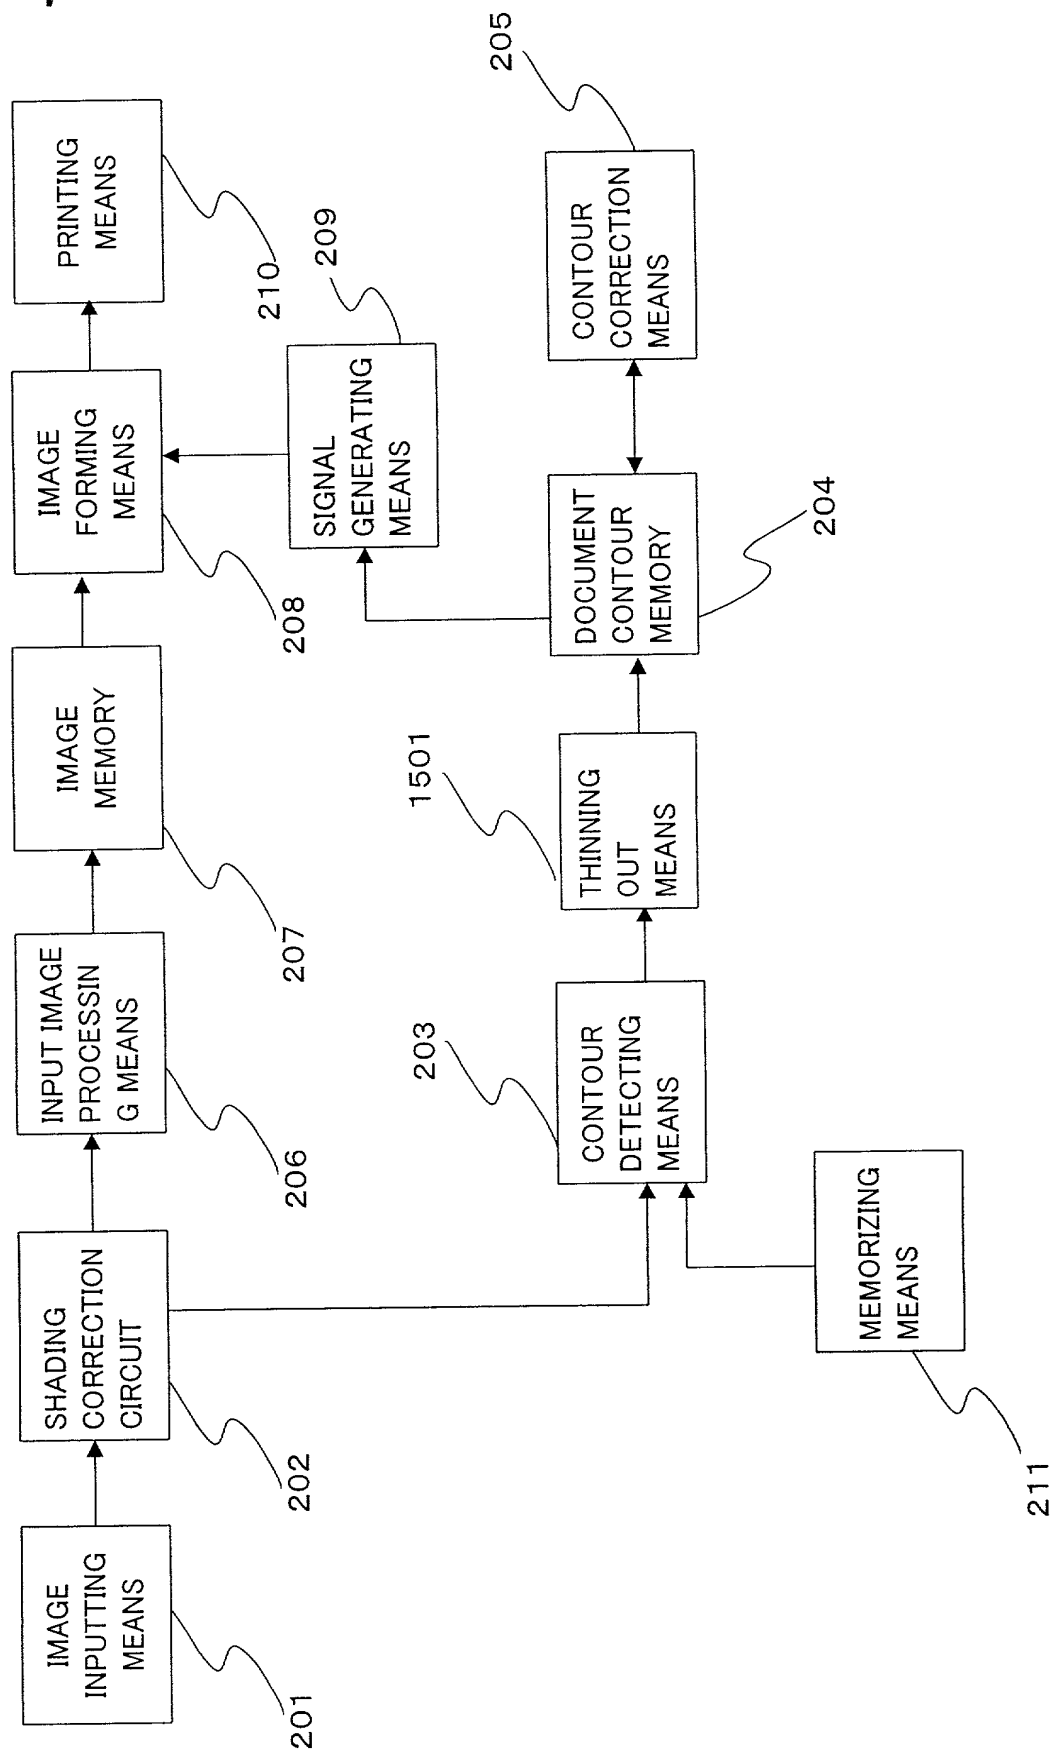 IMAGE
INPUTTING
MEANS
201
SHADING
CORRECTION
CIRCUIT
202
INPUT IMAGE
PROCESSIN
G MEANS
206
IMAGE
MEMORY
207
IMAGE
FORMING
MEANS
208
PRINTING
MEANS
210
SIGNAL
GENERATING
MEANS
209
MEMORIZING
MEANS
211
CONTOUR
DETECTING
MEANS
203
THINNING
OUT
MEANS
1501
DOCUMENT
CONTOUR
MEMORY
204
CONTOUR
CORRECTION
MEANS
205